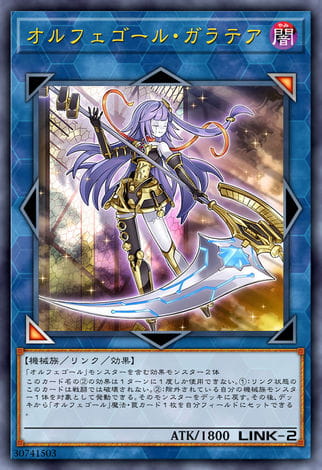 オルフェゴール・ガラテア
やみ
闇
【機械族／リンク／効果】
「オルフェゴール」モンスターを含む効果モンスター２体
このカード名の②の効果は１ターンに１度しか使用できない。①：リンク状態の
このカードは戦闘では破壊されない。②：除外されている自分の機械族モンスタ
ー１体を対象として発動できる。そのモンスターをデッキに戻す。その後、デッ
キから「オルフェゴール」魔法・罠カード１枚を自分フィールドにセットできる
。
ATK/1800 LINK-2
30741503